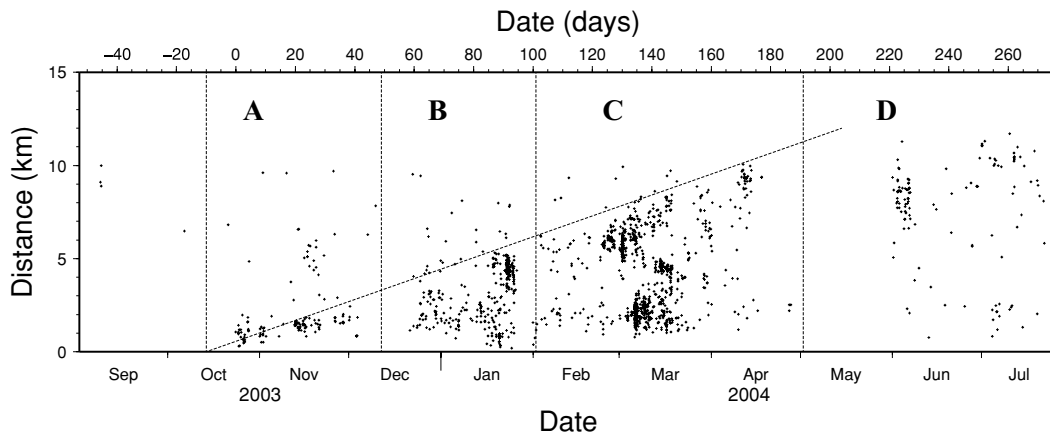 Date (days)
−40 −20 0 20 40 60 80 100 120 140 160 180 200 220 240 260
15
A B C D
10
Distance (km)
5
0
Sep Oct Nov Dec Jan Feb Mar Apr May Jun Jul
2003 2004
Date